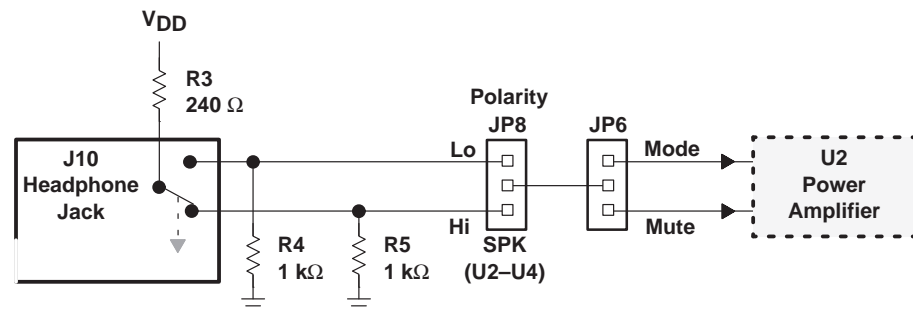 VDD
R3
240 Ω
J10
Headphone
Jack
Polarity
JP8
JP6
Lo
Mode
U2
Power
Amplifier
Hi
Mute
R4
1 kΩ
R5
1 kΩ
SPK
(U2–U4)